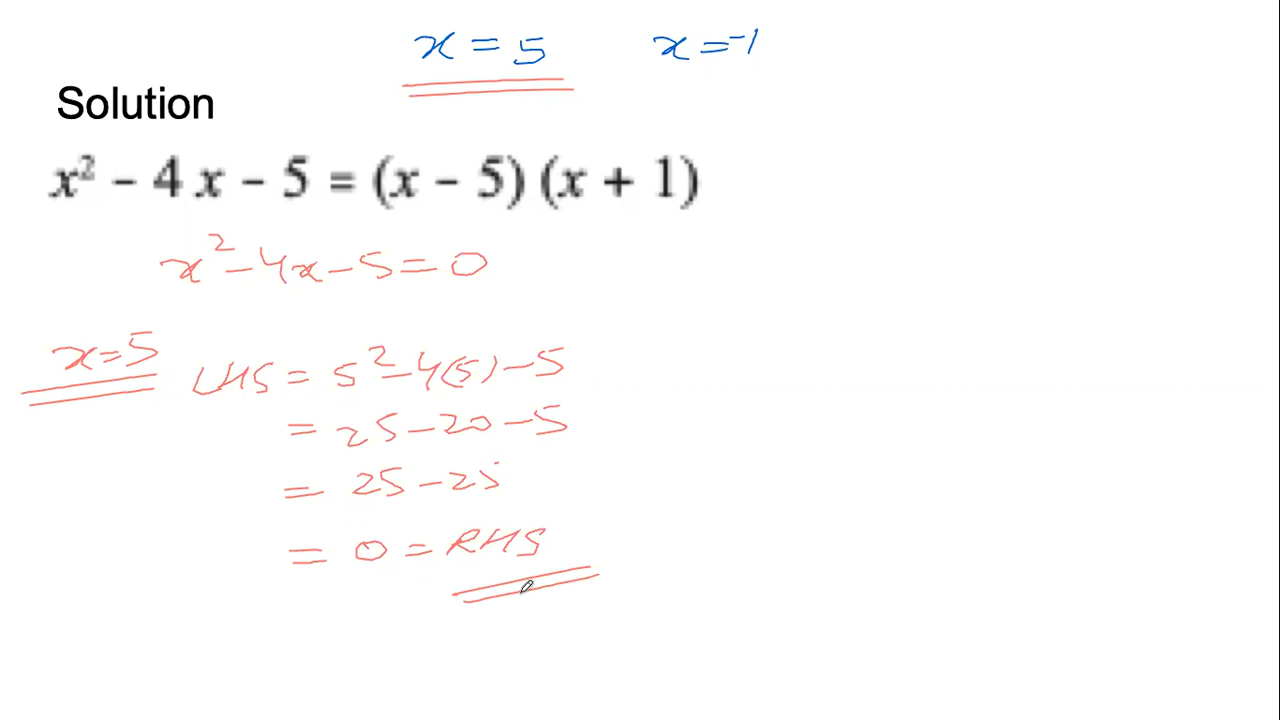 x = 5 x = -1
Solution
x² - 4 x - 5 = (x - 5) (x + 1)
x² - 4x - 5 = 0
x = 5 LHS = 5² - 4(5) - 5
= 25 - 20 - 5
= 25 - 25
= 0 = RHS